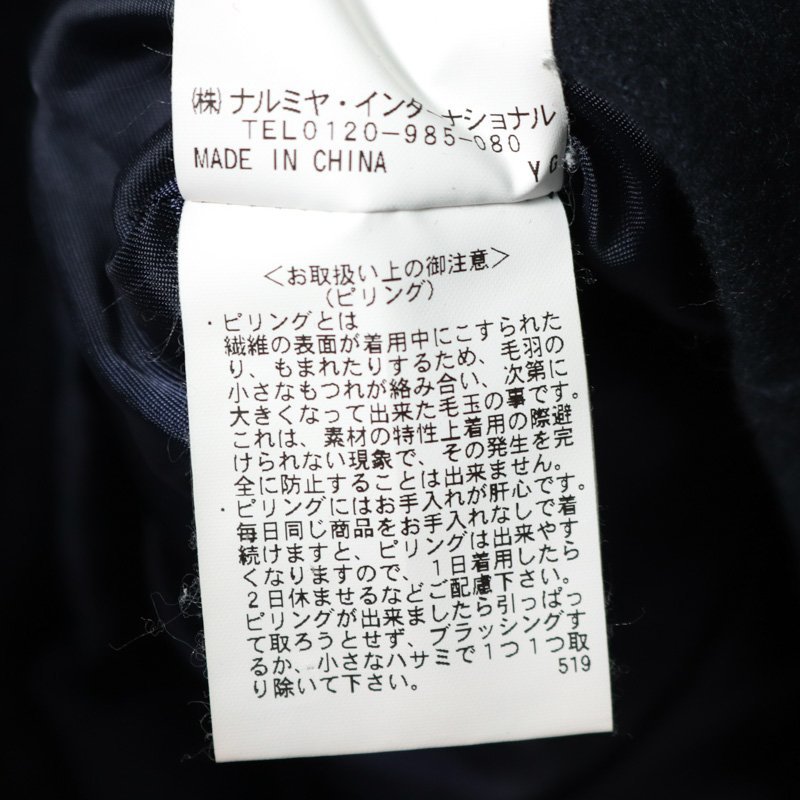 (株)ナルミヤ・インターナショナル
TEL0120-985-080
MADE IN CHINA
Y G
<お取扱い上の御注意>
(ピリング)
・ピリングとは
繊維の表面が着用中にこすられた
り、もまれたりするため、毛羽の
小さなもつれが絡み合い、次第に
大きくなって出来た毛玉の事です。
これは、素材の特性上着用の際避
けられない現象で、その発生を完
全に防止することは出来ません。
・ピリングにはお手入れが肝心です。
毎日同じ商品をお手入れなしで着
続けますと、ピリングは出来やす
くなりますので、1日着用したら
2日休ませるなどご配慮下さい。
ピリングが出来ましたら引っぱっ
て取ろうとせず、ブラッシングす
るか、小さなハサミで1つ1つ取
り除いて下さい。
519